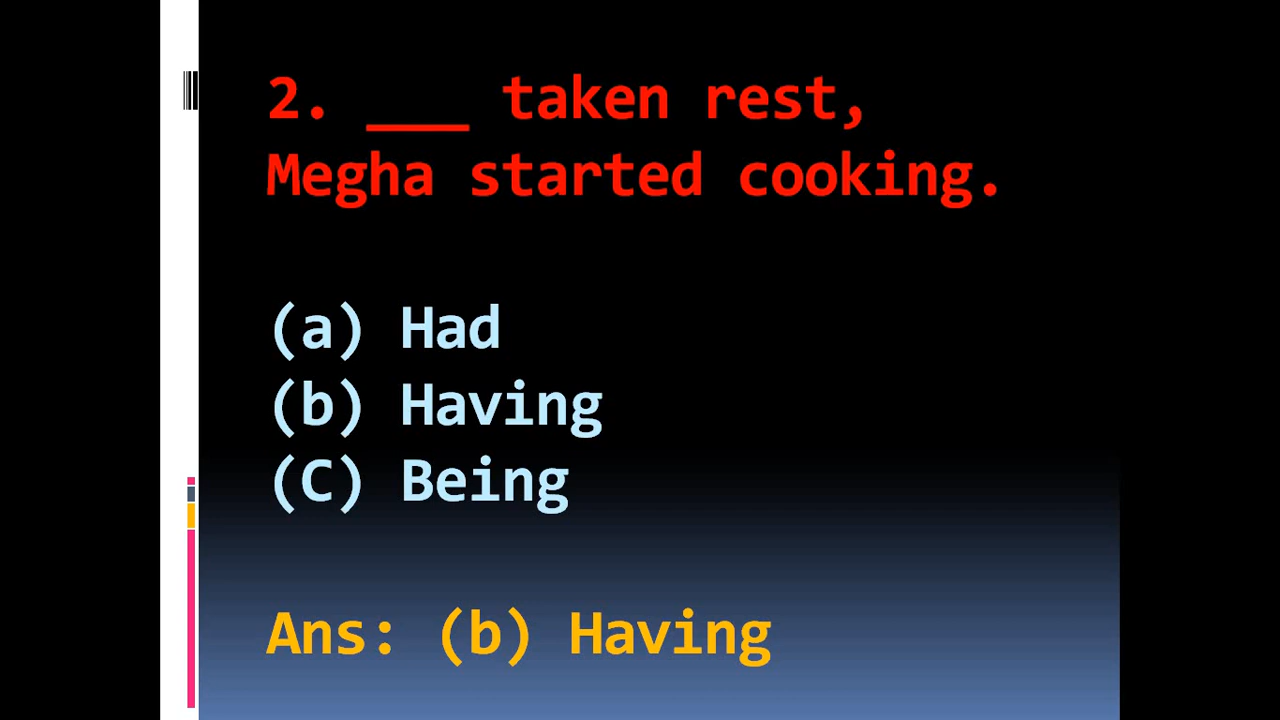 2. ___ taken rest,
Megha started cooking.
(a) Had
(b) Having
(C) Being
Ans: (b) Having